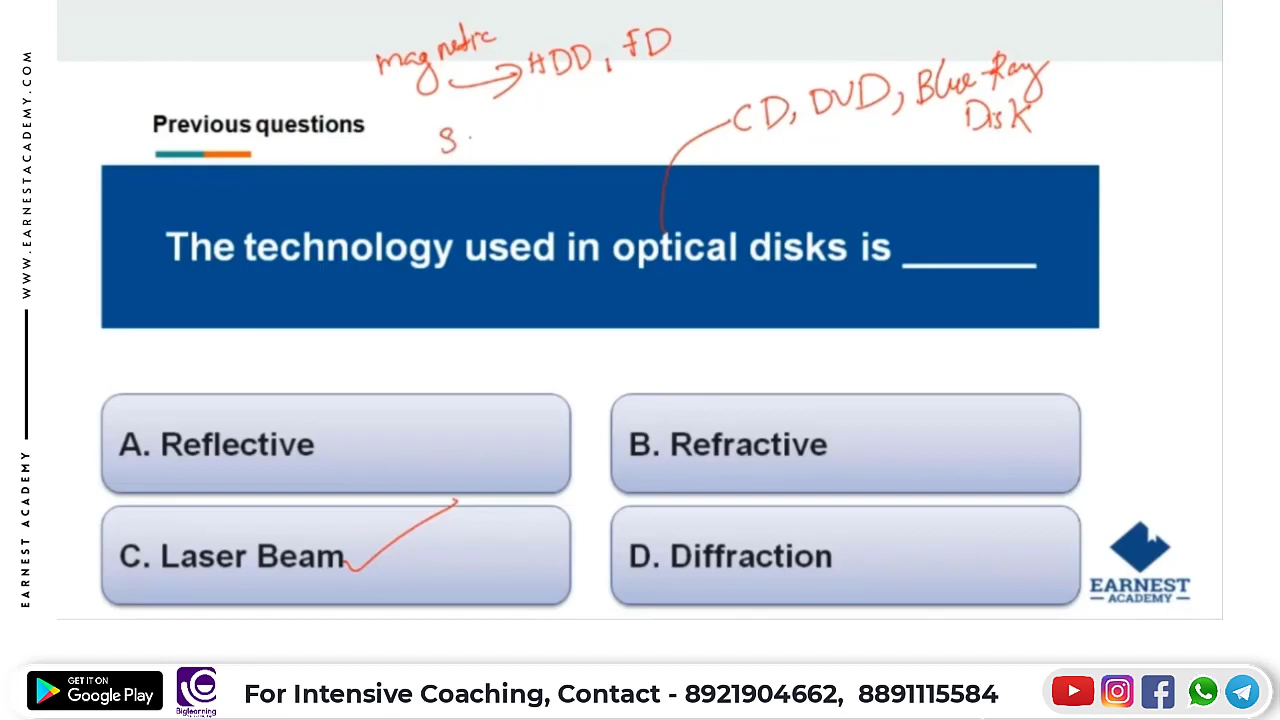 magnetic HDD, FD
CD, DVD, Blue-Ray
Disk
Previous questions
S
The technology used in optical disks is ______
A. Reflective
B. Refractive
C. Laser Beam
D. Diffraction
EARNEST
ACADEMY
EARNEST ACADEMY WWW.EARNESTACADEMY.COM
GET IT ON
Google Play
Biglearning
For Intensive Coaching, Contact - 8921904662, 8891115584